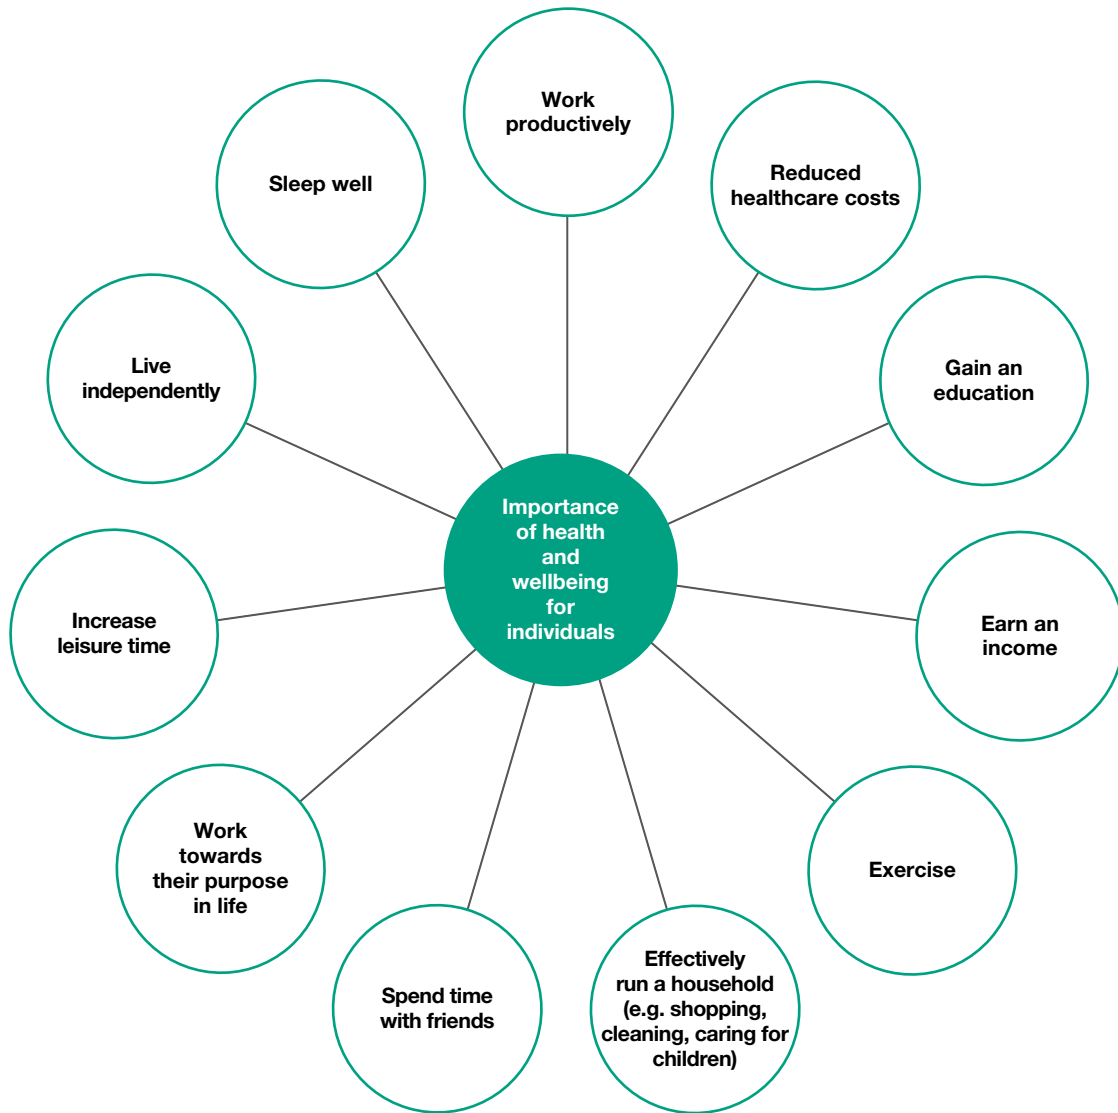 Work
productively
Reduced
healthcare costs
Gain an
education
Earn an
income
Exercise
Effectively
run a household
(e.g. shopping,
cleaning, caring for
children)
Spend time
with friends
Work
towards
their purpose
in life
Increase
leisure time
Live
independently
Sleep well
Importance
of health
and
wellbeing
for
individuals